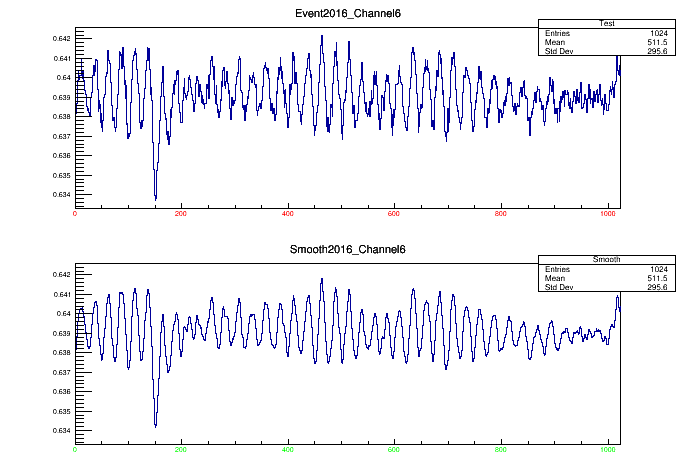 Event2016_Channel6
Test
Entries 1024
Mean 511.5
Std Dev 295.6
0.642
0.641
0.64
0.639
0.638
0.637
0.636
0.635
0.634
0 200 400 600 800 1000
Smooth2016_Channel6
Smooth
Entries 1024
Mean 511.5
Std Dev 295.6
0.642
0.641
0.64
0.639
0.638
0.637
0.636
0.635
0.634
0 200 400 600 800 1000